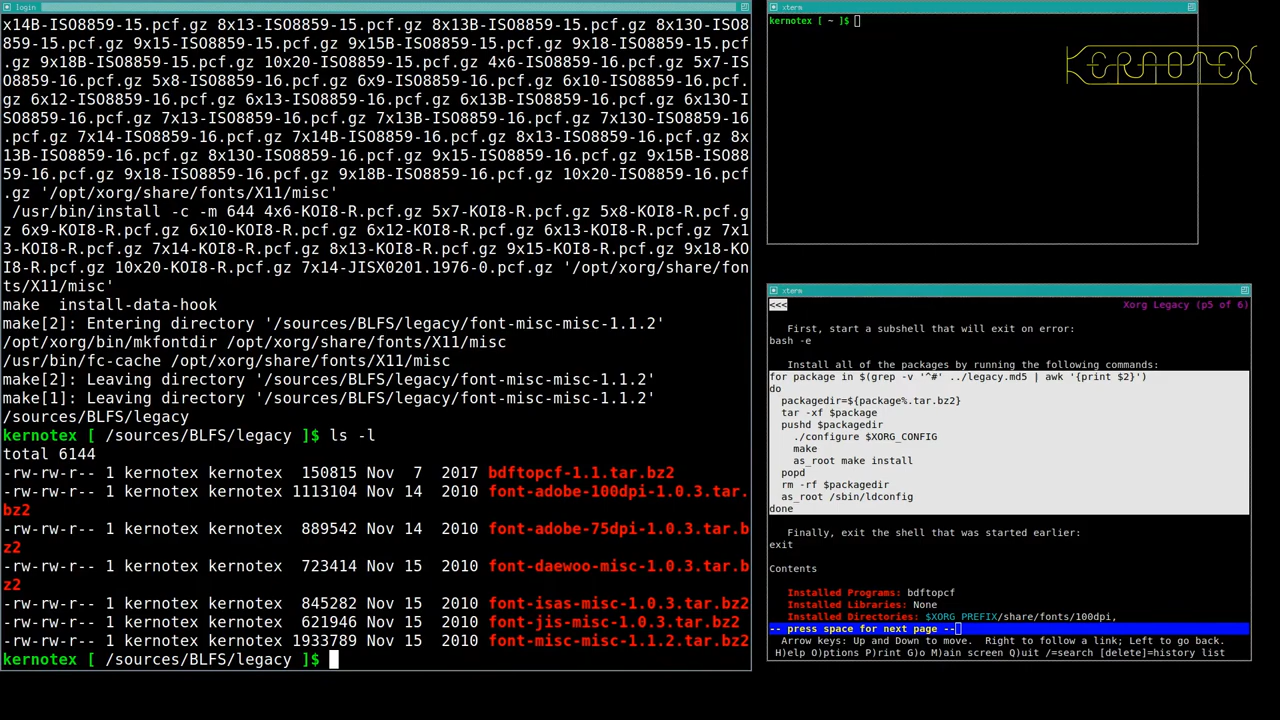 login
x14B-ISO8859-15.pcf.gz 8x13-ISO8859-15.pcf.gz 8x13B-ISO8859-15.pcf.gz 8x13O-ISO8
859-15.pcf.gz 9x15-ISO8859-15.pcf.gz 9x15B-ISO8859-15.pcf.gz 9x18-ISO8859-15.pcf
.gz 9x18B-ISO8859-15.pcf.gz 10x20-ISO8859-15.pcf.gz 4x6-ISO8859-16.pcf.gz 5x7-IS
O8859-16.pcf.gz 5x8-ISO8859-16.pcf.gz 6x9-ISO8859-16.pcf.gz 6x10-ISO8859-16.pcf.
gz 6x12-ISO8859-16.pcf.gz 6x13-ISO8859-16.pcf.gz 6x13B-ISO8859-16.pcf.gz 6x13O-I
SO8859-16.pcf.gz 7x13-ISO8859-16.pcf.gz 7x13B-ISO8859-16.pcf.gz 7x13O-ISO8859-16
.pcf.gz 7x14-ISO8859-16.pcf.gz 7x14B-ISO8859-16.pcf.gz 8x13-ISO8859-16.pcf.gz 8x
13B-ISO8859-16.pcf.gz 8x13O-ISO8859-16.pcf.gz 9x15-ISO8859-16.pcf.gz 9x15B-ISO88
59-16.pcf.gz 9x18-ISO8859-16.pcf.gz 9x18B-ISO8859-16.pcf.gz 10x20-ISO8859-16.pcf
.gz '/opt/xorg/share/fonts/X11/misc'
/usr/bin/install -c -m 644 4x6-KOI8-R.pcf.gz 5x7-KOI8-R.pcf.gz 5x8-KOI8-R.pcf.g
z 6x9-KOI8-R.pcf.gz 6x10-KOI8-R.pcf.gz 6x12-KOI8-R.pcf.gz 6x13-KOI8-R.pcf.gz 7x1
3-KOI8-R.pcf.gz 7x14-KOI8-R.pcf.gz 8x13-KOI8-R.pcf.gz 9x15-KOI8-R.pcf.gz 9x18-KO
I8-R.pcf.gz 10x20-KOI8-R.pcf.gz 7x14-JISX0201.1976-0.pcf.gz '/opt/xorg/share/fon
ts/X11/misc'
make  install-data-hook
make[2]: Entering directory '/sources/BLFS/legacy/font-misc-misc-1.1.2'
/opt/xorg/bin/mkfontdir /opt/xorg/share/fonts/X11/misc
/usr/bin/fc-cache /opt/xorg/share/fonts/X11/misc
make[2]: Leaving directory '/sources/BLFS/legacy/font-misc-misc-1.1.2'
make[1]: Leaving directory '/sources/BLFS/legacy/font-misc-misc-1.1.2'
/sources/BLFS/legacy
kernotex [ /sources/BLFS/legacy ]$ ls -l
total 6144
-rw-rw-r-- 1 kernotex kernotex  150815 Nov  7  2017 bdftopcf-1.1.tar.bz2
-rw-rw-r-- 1 kernotex kernotex 1113104 Nov 14  2010 font-adobe-100dpi-1.0.3.tar.
bz2
-rw-rw-r-- 1 kernotex kernotex  889542 Nov 14  2010 font-adobe-75dpi-1.0.3.tar.b
z2
-rw-rw-r-- 1 kernotex kernotex  723414 Nov 15  2010 font-daewoo-misc-1.0.3.tar.b
z2
-rw-rw-r-- 1 kernotex kernotex  845282 Nov 15  2010 font-isas-misc-1.0.3.tar.bz2
-rw-rw-r-- 1 kernotex kernotex  621946 Nov 15  2010 font-jis-misc-1.0.3.tar.bz2
-rw-rw-r-- 1 kernotex kernotex 1933789 Nov 15  2010 font-misc-misc-1.1.2.tar.bz2
kernotex [ /sources/BLFS/legacy ]$
xterm
kernotex [ ~ ]$
KERNOTEX
xterm
<<< Xorg Legacy (p5 of 6)
First, start a subshell that will exit on error:
bash -e
Install all of the packages by running the following commands:
for package in $(grep -v '^#' ../legacy.md5 | awk '{print $2}')
do
packagedir=${package%.tar.bz2}
tar -xf $package
pushd $packagedir
./configure $XORG_CONFIG
make
as_root make install
popd
rm -rf $packagedir
as_root /sbin/ldconfig
done
Finally, exit the shell that was started earlier:
exit
Contents
Installed Programs: bdftopcf
Installed Libraries: None
Installed Directories: $XORG_PREFIX/share/fonts/100dpi,
-- press space for next page --
Arrow keys: Up and Down to move.  Right to follow a link; Left to go back.
H)elp O)ptions P)rint G)o M)ain screen Q)uit /=search [delete]=history list